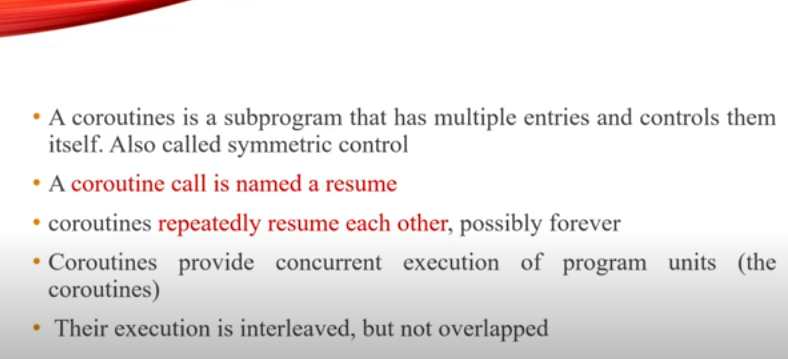 • A coroutines is a subprogram that has multiple entries and controls them
itself. Also called symmetric control
• A coroutine call is named a resume
• coroutines repeatedly resume each other, possibly forever
• Coroutines provide concurrent execution of program units (the
coroutines)
• Their execution is interleaved, but not overlapped